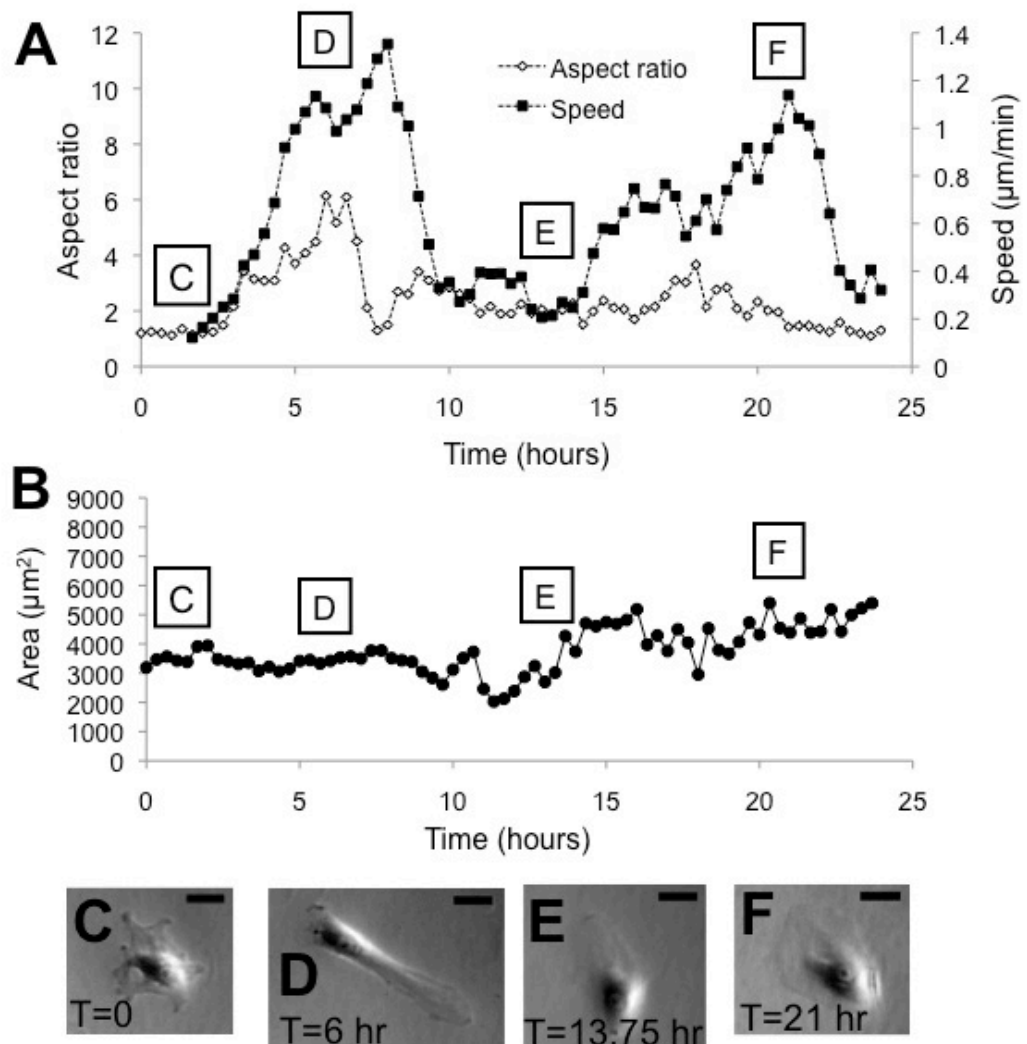 A
12
10
8
6
4
2
0
Aspect ratio
C
D
E
F
Aspect ratio
Speed
1.4
1.2
1
0.8
0.6
0.4
0.2
0
Speed (µm/min)
0 5 10 15 20 25
Time (hours)
B
9000
8000
7000
6000
5000
4000
3000
2000
1000
0
Area (µm²)
C
D
E
F
0 5 10 15 20 25
Time (hours)
C
T=0
D
T=6 hr
E
T=13.75 hr
F
T=21 hr